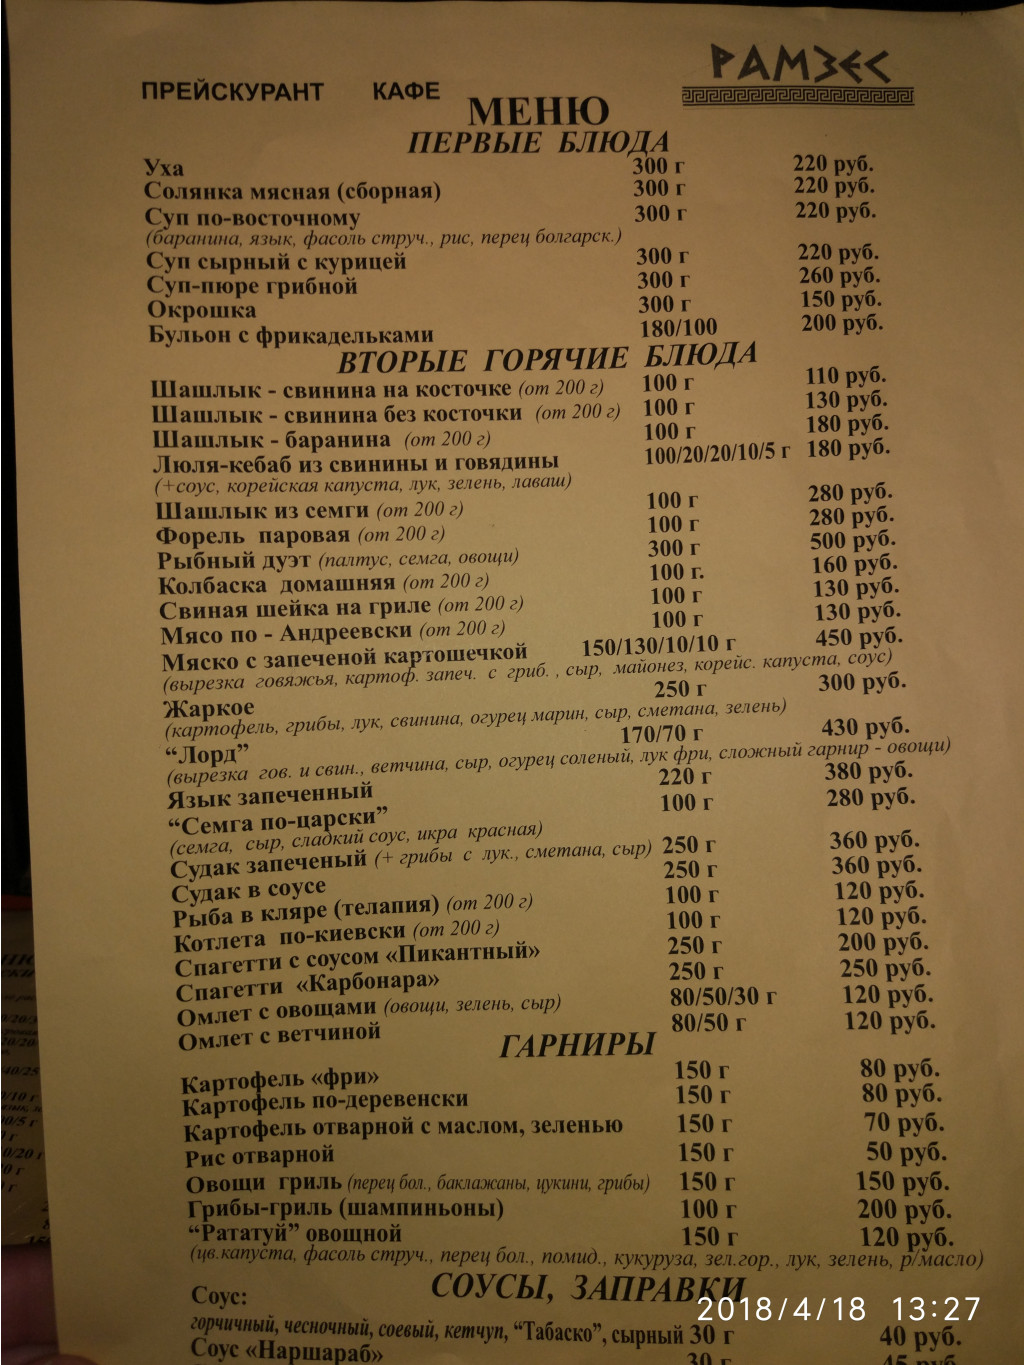 РАМЗЕС
ПРЕЙСКУРАНТ КАФЕ
МЕНЮ
ПЕРВЫЕ БЛЮДА
Уха 300 г 220 руб.
Солянка мясная (сборная) 300 г 220 руб.
Суп по-восточному 300 г 220 руб.
(баранина, язык, фасоль струч., рис, перец болгарск.)
Суп сырный с курицей 300 г 220 руб.
Суп-пюре грибной 300 г 260 руб.
Окрошка 300 г 150 руб.
Бульон с фрикадельками 180/100 200 руб.
ВТОРЫЕ ГОРЯЧИЕ БЛЮДА
Шашлык - свинина на косточке (от 200 г) 100 г 110 руб.
Шашлык - свинина без косточки (от 200 г) 100 г 130 руб.
Шашлык - баранина (от 200 г) 100 г 180 руб.
Люля-кебаб из свинины и говядины 100/20/20/10/5 г 180 руб.
(+соус, корейская капуста, лук, зелень, лаваш)
Шашлык из семги (от 200 г) 100 г 280 руб.
Форель паровая (от 200 г) 100 г 280 руб.
Рыбный дуэт (палтус, семга, овощи) 300 г 500 руб.
Колбаска домашняя (от 200 г) 100 г. 160 руб.
Свиная шейка на гриле (от 200 г) 100 г 130 руб.
Мясо по - Андреевски (от 200 г) 100 г 130 руб.
Мяско с запеченой картошечкой 150/130/10/10 г 450 руб.
(вырезка говяжья, картоф. запеч. с гриб. , сыр, майонез, корейс. капуста, соус)
Жаркое 250 г 300 руб.
(картофель, грибы, лук, свинина, огурец марин, сыр, сметана, зелень)
“Лорд” 170/70 г 430 руб.
(вырезка гов. и свин., ветчина, сыр, огурец соленый, лук фри, сложный гарнир - овощи)
Язык запеченный 220 г 380 руб.
“Семга по-царски” 100 г 280 руб.
(семга, сыр, сладкий соус, икра красная)
Судак запеченый (+ грибы с лук., сметана, сыр) 250 г 360 руб.
Судак в соусе 250 г 360 руб.
Рыба в кляре (телапия) (от 200 г) 100 г 120 руб.
Котлета по-киевски (от 200 г) 100 г 120 руб.
Спагетти с соусом «Пикантный» 250 г 200 руб.
Спагетти «Карбонара» 250 г 250 руб.
Омлет с овощами (овощи, зелень, сыр) 80/50/30 г 120 руб.
Омлет с ветчиной 80/50 г 120 руб.
ГАРНИРЫ
Картофель «фри» 150 г 80 руб.
Картофель по-деревенски 150 г 80 руб.
Картофель отварной с маслом, зеленью 150 г 70 руб.
Рис отварной 150 г 50 руб.
Овощи гриль (перец бол., баклажаны, цукини, грибы) 150 г 150 руб.
Грибы-гриль (шампиньоны) 100 г 200 руб.
“Рататуй” овощной 150 г 120 руб.
(цв.капуста, фасоль струч., перец бол., помид., кукуруза, зел.гор., лук, зелень, р/масло)
СОУСЫ, ЗАПРАВКИ
Соус:
2018/4/18 13:27
горчичный, чесночный, соевый, кетчуп, “Табаско”, сырный 30 г 40 руб.
Соус «Наршараб» 30 г 45 руб.